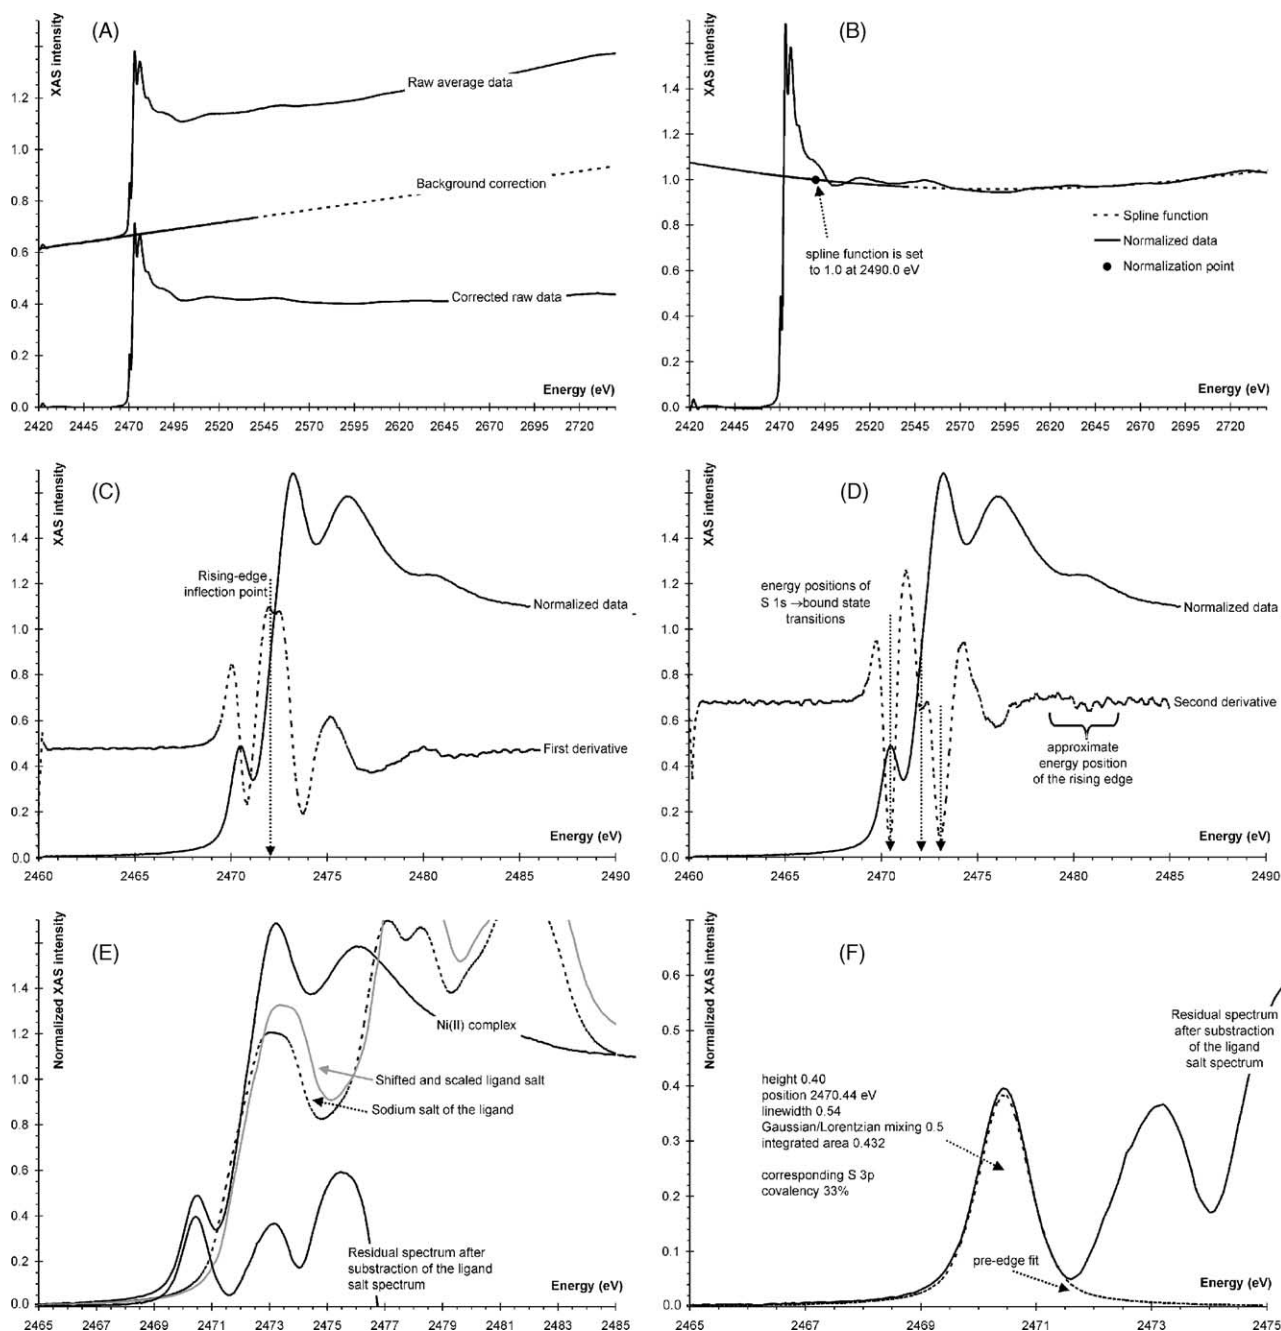 (A)
XAS intensity
1.2
1.0
0.8
0.6
0.4
0.2
0.0
Raw average data
Background correction
Corrected raw data
Energy (eV)
2420 2445 2470 2495 2520 2545 2570 2595 2620 2645 2670 2695 2720
(B)
XAS intensity
1.4
1.2
1.0
0.8
0.6
0.4
0.2
0.0
spline function is set
to 1.0 at 2490.0 eV
Spline function
Normalized data
Normalization point
Energy (eV)
2420 2445 2470 2495 2520 2545 2570 2595 2620 2645 2670 2695 2720
(C)
XAS intensity
1.4
1.2
1.0
0.8
0.6
0.4
0.2
0.0
Rising-edge
inflection point
Normalized data
First derivative
Energy (eV)
2460 2465 2470 2475 2480 2485 2490
(D)
XAS intensity
1.4
1.2
1.0
0.8
0.6
0.4
0.2
0.0
energy positions of
S 1s →bound state
transitions
Normalized data
Second derivative
approximate
energy position
of the rising edge
Energy (eV)
2460 2465 2470 2475 2480 2485 2490
(E)
Normalized XAS intensity
1.4
1.2
1.0
0.8
0.6
0.4
0.2
0.0
Ni(II) complex
Shifted and scaled ligand salt
Sodium salt of the ligand
Residual spectrum after
substraction of the ligand
salt spectrum
Energy (eV)
2465 2467 2469 2471 2473 2475 2477 2479 2481 2483 2485
(F)
Normalized XAS intensity
0.6
0.5
0.4
0.3
0.2
0.1
0.0
Residual spectrum
after substraction
of the ligand
salt spectrum
height 0.40
position 2470.44 eV
linewidth 0.54
Gaussian/Lorentzian mixing 0.5
integrated area 0.432
corresponding S 3p
covalency 33%
pre-edge fit
Energy (eV)
2465 2467 2469 2471 2473 2475